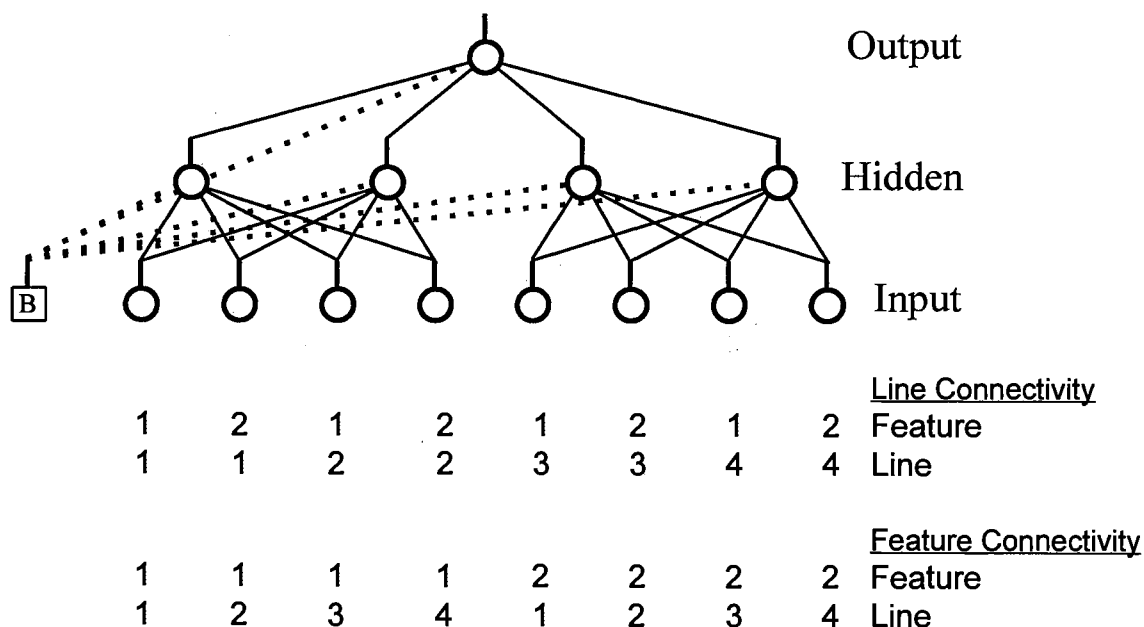 Output
Hidden
B Input
Line Connectivity
1 2 1 2 1 2 1 2 Feature
1 1 2 2 3 3 4 4 Line
Feature Connectivity
1 1 1 1 2 2 2 2 Feature
1 2 3 4 1 2 3 4 Line